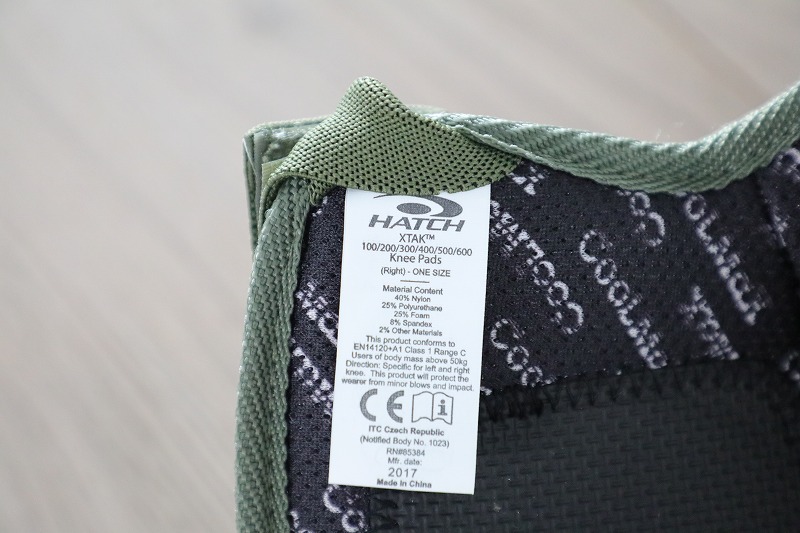 HATCH
XTAK™
100/200/300/400/500/600
Knee Pads
(Right) - ONE SIZE
Material Content
40% Nylon
25% Polyurethane
25% Foam
8% Spandex
2% Other Materials
This product conforms to
EN14120+A1 Class 1 Range C
Users of body mass above 50kg
Direction: Specific for left and right
knee. This product will protect the
wearer from minor blows and impact.
CE i
ITC Czech Republic
(Notified Body No. 1023)
RN#85384
Mfr. date:
2017
Made in China
COOLMCX
COOLMCX